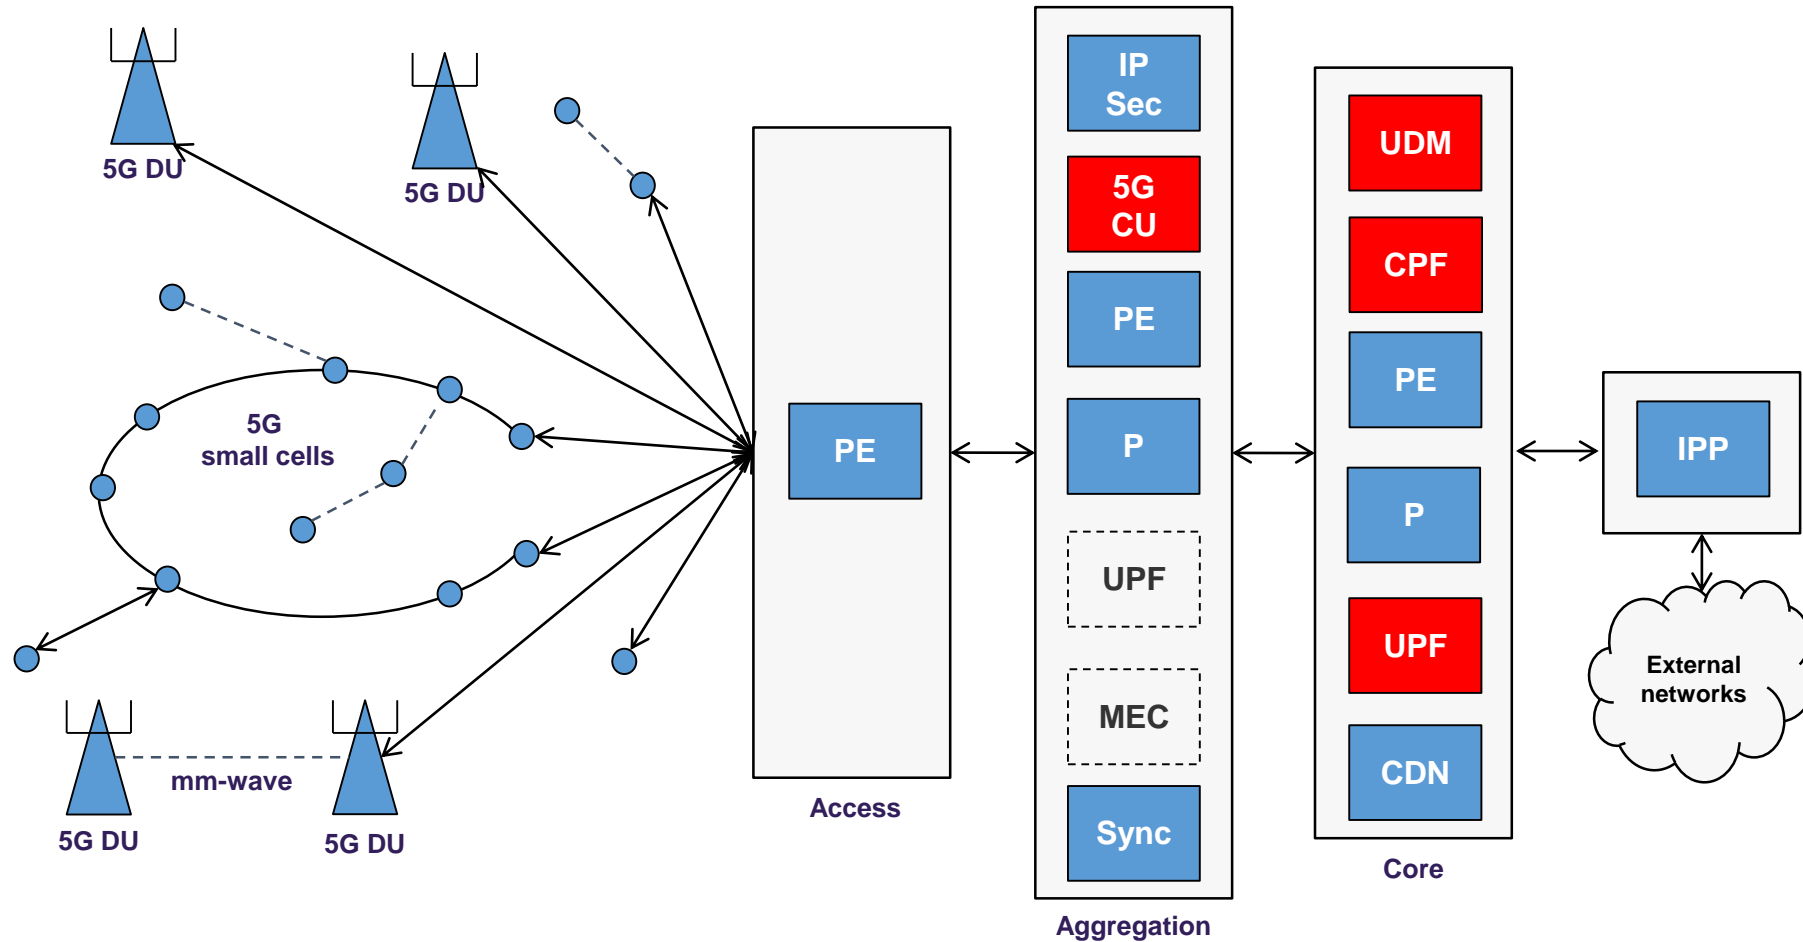 5G DU
5G DU
5G
small cells
mm-wave
5G DU
5G DU
PE
Access
IP
Sec
5G
CU
PE
P
UPF
MEC
Sync
Aggregation
UDM
CPF
PE
P
UPF
CDN
Core
IPP
External
networks